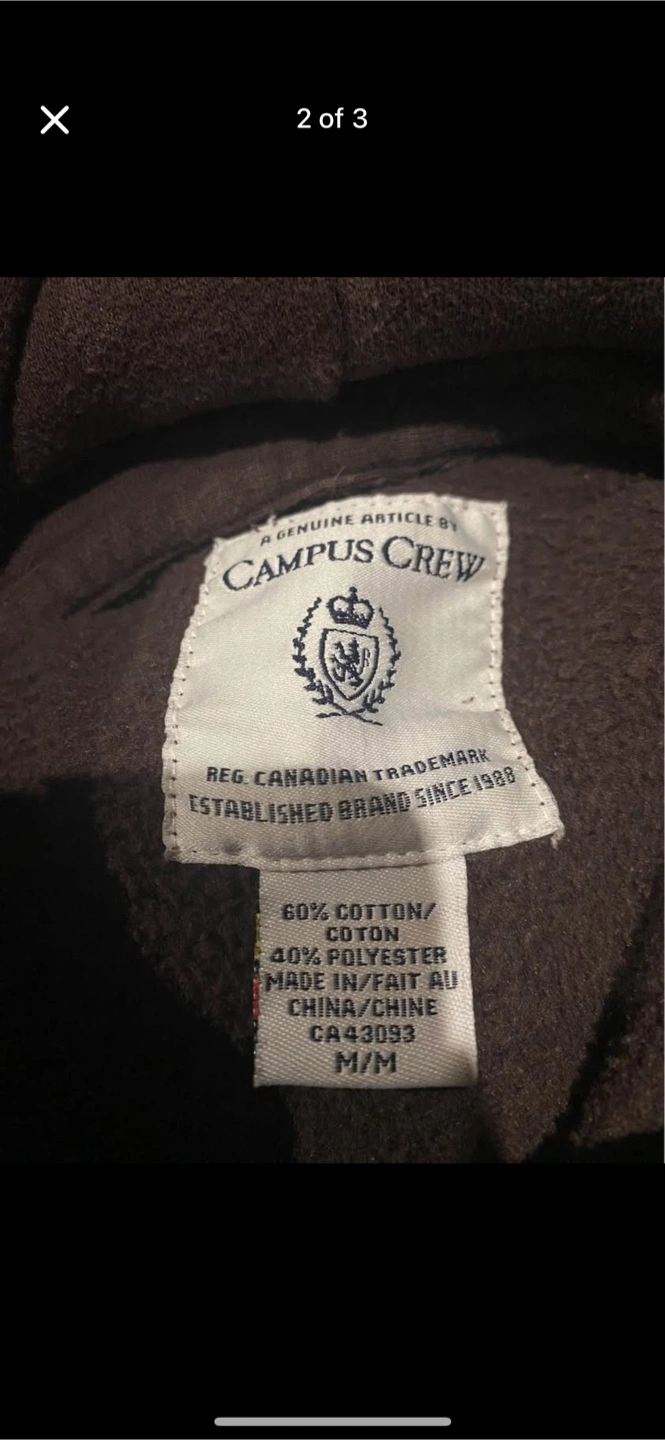 2 of 3
A GENUINE ARTICLE BY
CAMPUS CREW
REG. CANADIAN TRADEMARK
ESTABLISHED BRAND SINCE 1988
60% COTTON/
COTON
40% POLYESTER
MADE IN/FAIT AU
CHINA/CHINE
CA43093
M/M